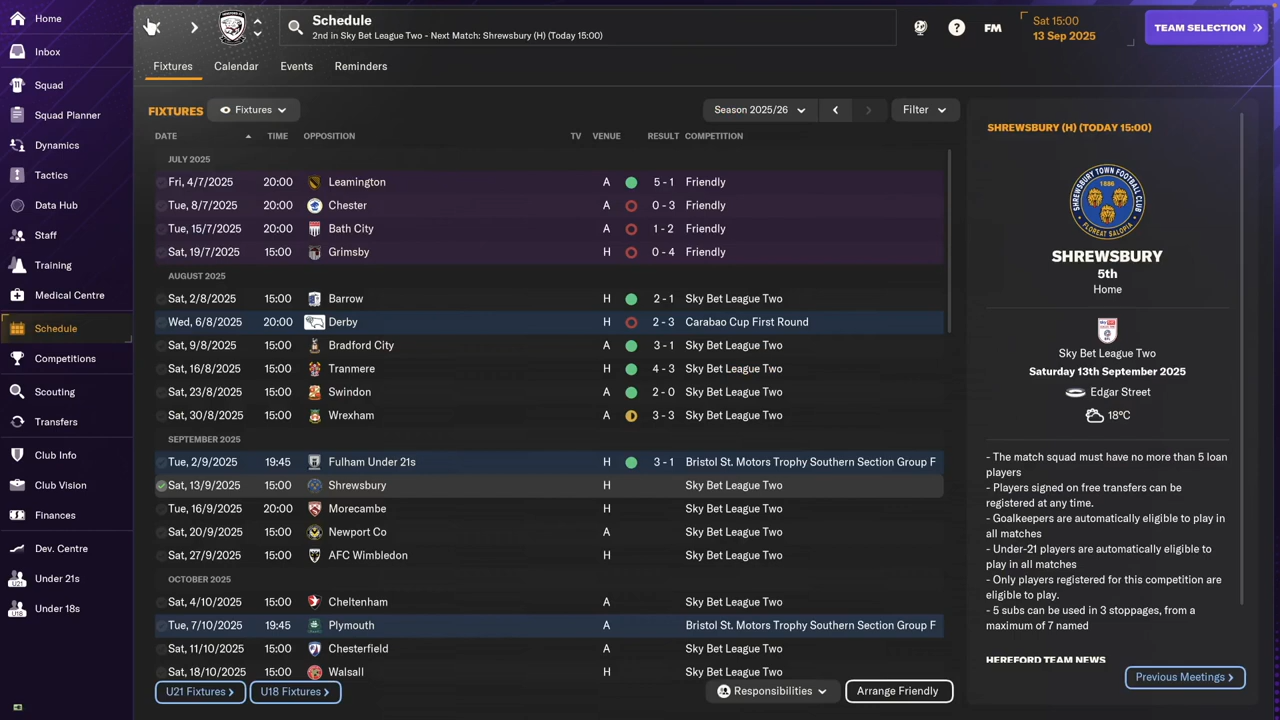 Home
Inbox
Squad
Squad Planner
Dynamics
Tactics
Data Hub
Staff
Training
Medical Centre
Schedule
Competitions
Scouting
Transfers
Club Info
Club Vision
Finances
Dev. Centre
U21 Under 21s
U18 Under 18s
Schedule
2nd in Sky Bet League Two - Next Match: Shrewsbury (H) (Today 15:00)
? FM
Sat 15:00
13 Sep 2025
TEAM SELECTION
Fixtures Calendar Events Reminders
FIXTURES Fixtures Season 2025/26 Filter
DATE TIME OPPOSITION TV VENUE RESULT COMPETITION
JULY 2025
Fri, 4/7/2025 20:00 Leamington A 5 - 1 Friendly
Tue, 8/7/2025 20:00 Chester A 0 - 3 Friendly
Tue, 15/7/2025 20:00 Bath City A 1 - 2 Friendly
Sat, 19/7/2025 15:00 Grimsby H 0 - 4 Friendly
AUGUST 2025
Sat, 2/8/2025 15:00 Barrow H 2 - 1 Sky Bet League Two
Wed, 6/8/2025 20:00 Derby H 2 - 3 Carabao Cup First Round
Sat, 9/8/2025 15:00 Bradford City A 3 - 1 Sky Bet League Two
Sat, 16/8/2025 15:00 Tranmere H 4 - 3 Sky Bet League Two
Sat, 23/8/2025 15:00 Swindon A 2 - 0 Sky Bet League Two
Sat, 30/8/2025 15:00 Wrexham A 3 - 3 Sky Bet League Two
SEPTEMBER 2025
Tue, 2/9/2025 19:45 Fulham Under 21s H 3 - 1 Bristol St. Motors Trophy Southern Section Group F
Sat, 13/9/2025 15:00 Shrewsbury H Sky Bet League Two
Tue, 16/9/2025 20:00 Morecambe H Sky Bet League Two
Sat, 20/9/2025 15:00 Newport Co A Sky Bet League Two
Sat, 27/9/2025 15:00 AFC Wimbledon H Sky Bet League Two
OCTOBER 2025
Sat, 4/10/2025 15:00 Cheltenham A Sky Bet League Two
Tue, 7/10/2025 19:45 Plymouth A Bristol St. Motors Trophy Southern Section Group F
Sat, 11/10/2025 15:00 Chesterfield A Sky Bet League Two
Sat, 18/10/2025 15:00 Walsall H Sky Bet League Two
U21 Fixtures U18 Fixtures Responsibilities Arrange Friendly
SHREWSBURY (H) (TODAY 15:00)
SHREWSBURY TOWN FOOTBALL CLUB
1886
FLOREAT SALOPIA
SHREWSBURY
5th
Home
Sky Bet League Two
Saturday 13th September 2025
Edgar Street
18°C
- The match squad must have no more than 5 loan
players
- Players signed on free transfers can be
registered at any time.
- Goalkeepers are automatically eligible to play in
all matches
- Under-21 players are automatically eligible to
play in all matches
- Only players registered for this competition are
eligible to play.
- 5 subs can be used in 3 stoppages, from a
maximum of 7 named
HEREFORD TEAM NEWS
Previous Meetings